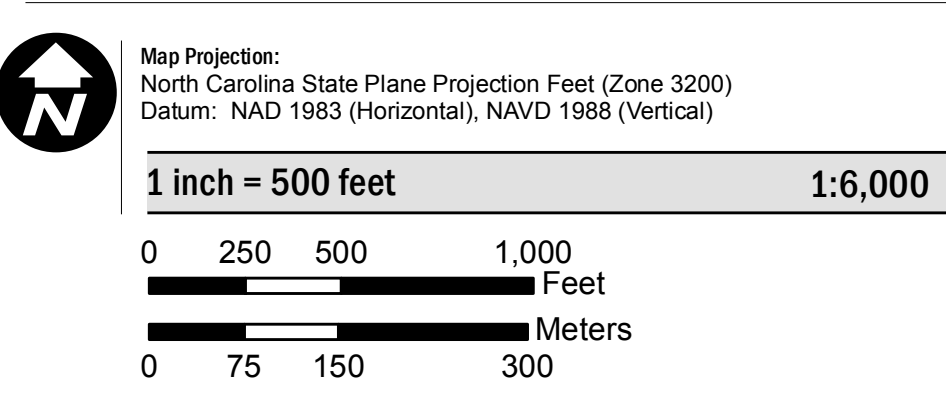 N
Map Projection:
North Carolina State Plane Projection Feet (Zone 3200)
Datum: NAD 1983 (Horizontal), NAVD 1988 (Vertical)
1 inch = 500 feet 1:6,000
0 250 500 1,000
Feet
Meters
0 75 150 300